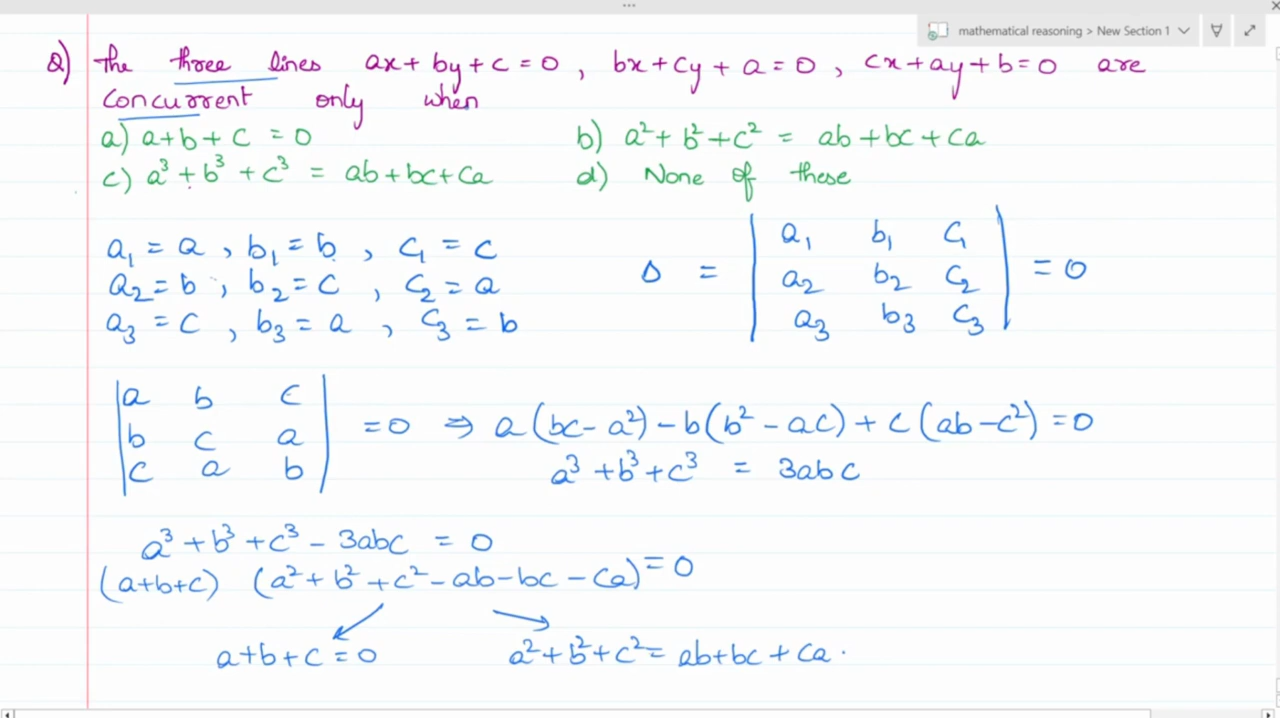 mathematical reasoning > New Section 1
Q) the three lines ax + by + c = 0 , bx + cy + a = 0 , cx + ay + b = 0 are
concurrent only when
a) a + b + c = 0 b) a² + b² + c² = ab + bc + ca
c) a³ + b³ + c³ = ab + bc + ca d) None of these
a₁ = a , b₁ = b , c₁ = c
a₂ = b , b₂ = c , c₂ = a
a₃ = c , b₃ = a , c₃ = b
Δ = | a₁ b₁ c₁ |
| a₂ b₂ c₂ | = 0
| a₃ b₃ c₃ |
| a b c |
| b c a | = 0 ⇒ a (bc - a²) - b (b² - ac) + c (ab - c²) = 0
| c a b |
a³ + b³ + c³ = 3abc
a³ + b³ + c³ - 3abc = 0
(a+b+c) (a² + b² + c² - ab - bc - ca) = 0
a + b + c = 0 a² + b² + c² = ab + bc + ca .